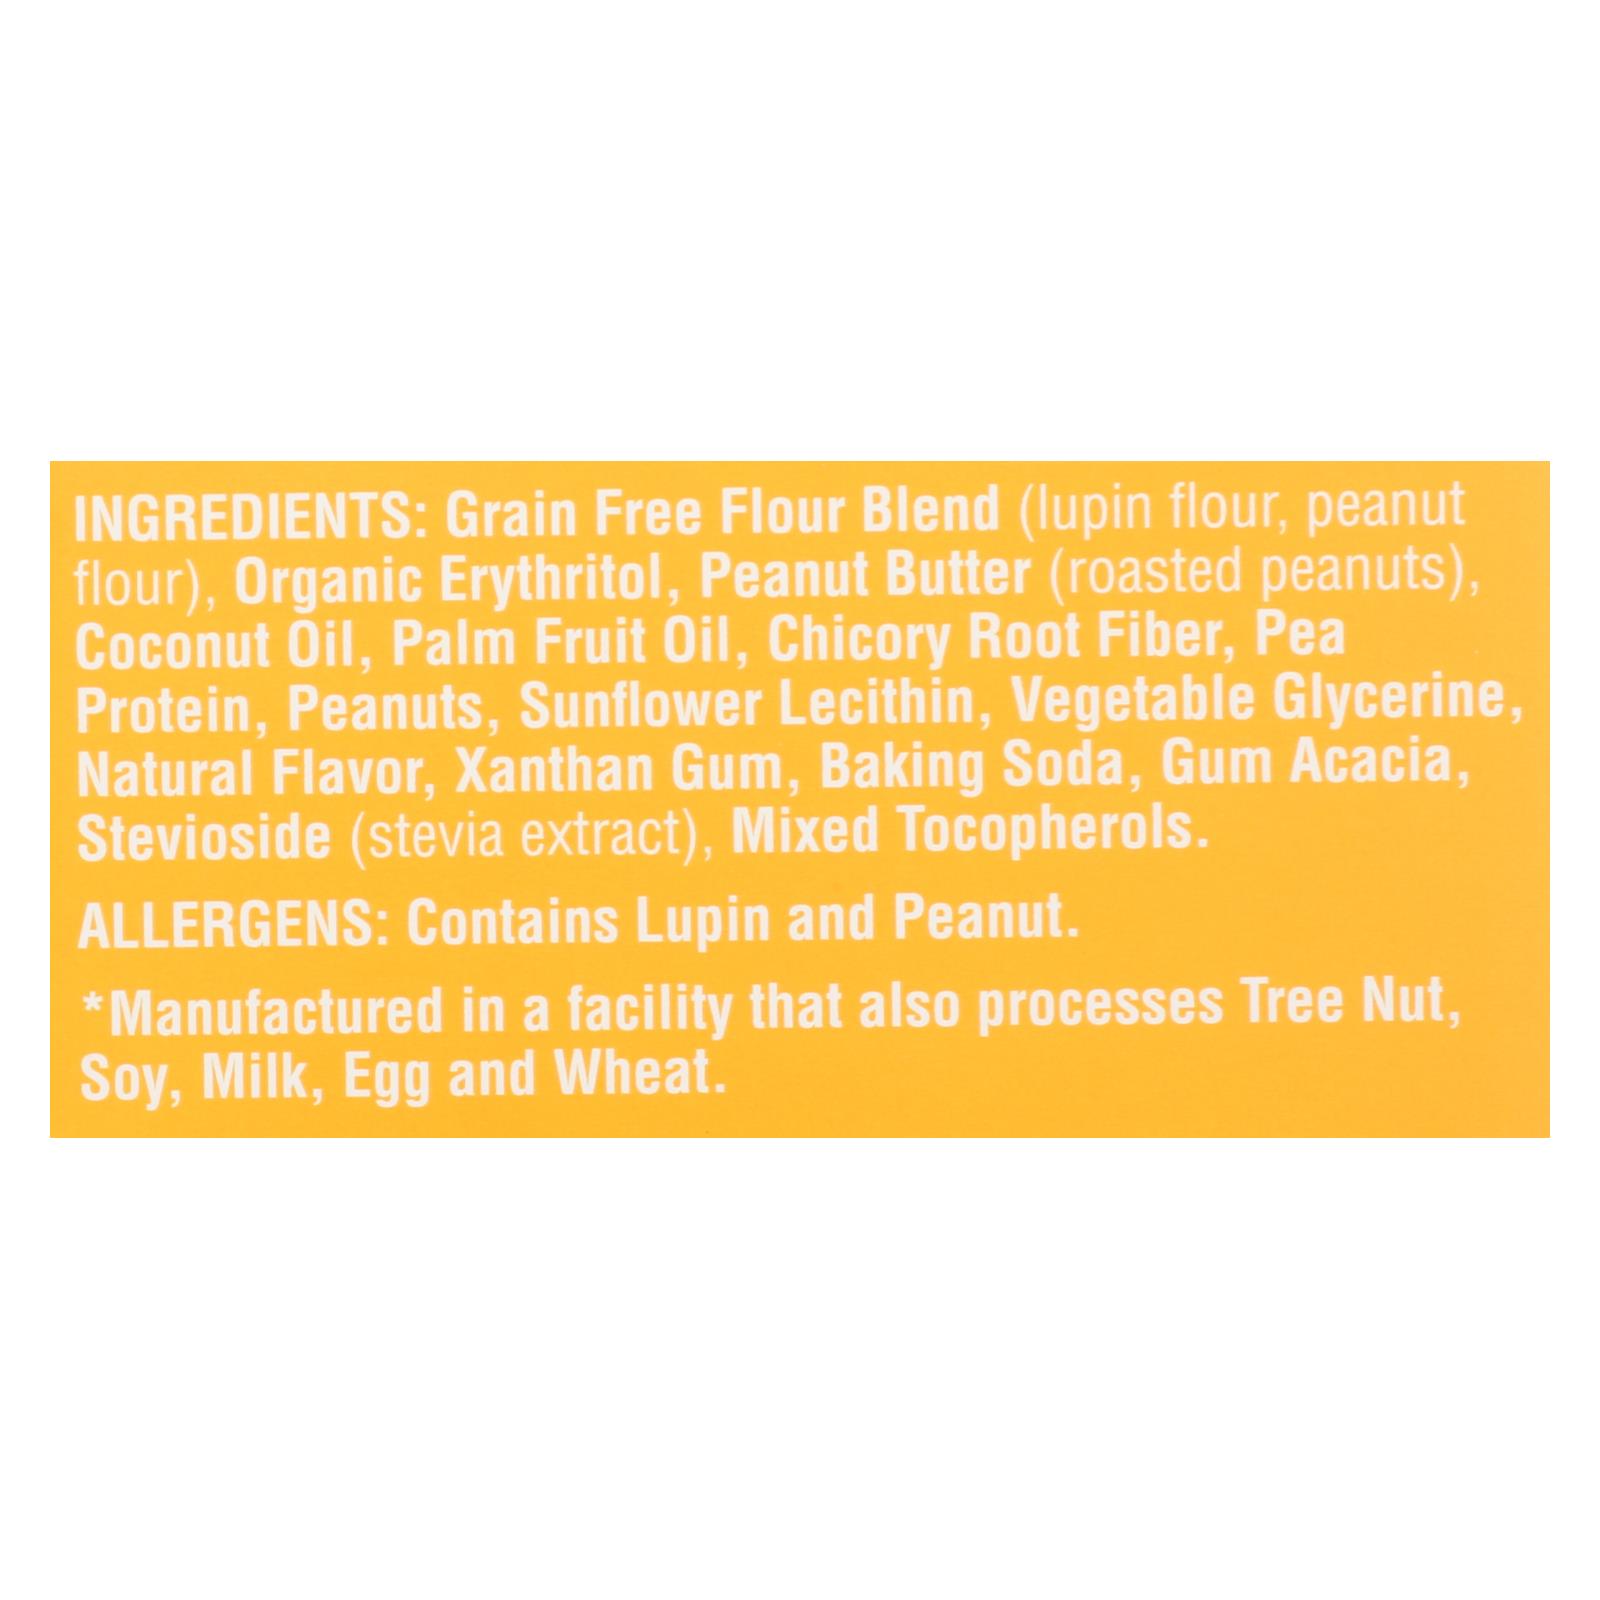 INGREDIENTS: Grain Free Flour Blend (lupin flour, peanut
flour), Organic Erythritol, Peanut Butter (roasted peanuts),
Coconut Oil, Palm Fruit Oil, Chicory Root Fiber, Pea
Protein, Peanuts, Sunflower Lecithin, Vegetable Glycerine,
Natural Flavor, Xanthan Gum, Baking Soda, Gum Acacia,
Stevioside (stevia extract), Mixed Tocopherols.
ALLERGENS: Contains Lupin and Peanut.
*Manufactured in a facility that also processes Tree Nut,
Soy, Milk, Egg and Wheat.